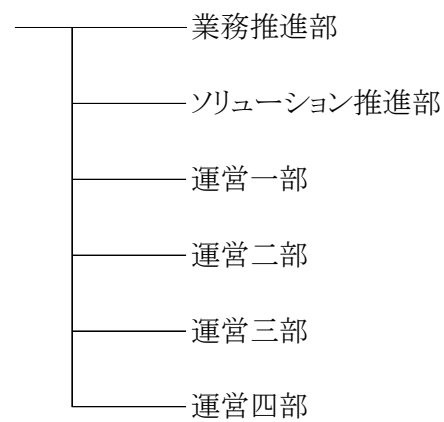 業務推進部
ソリューション推進部
運営一部
運営二部
運営三部
運営四部